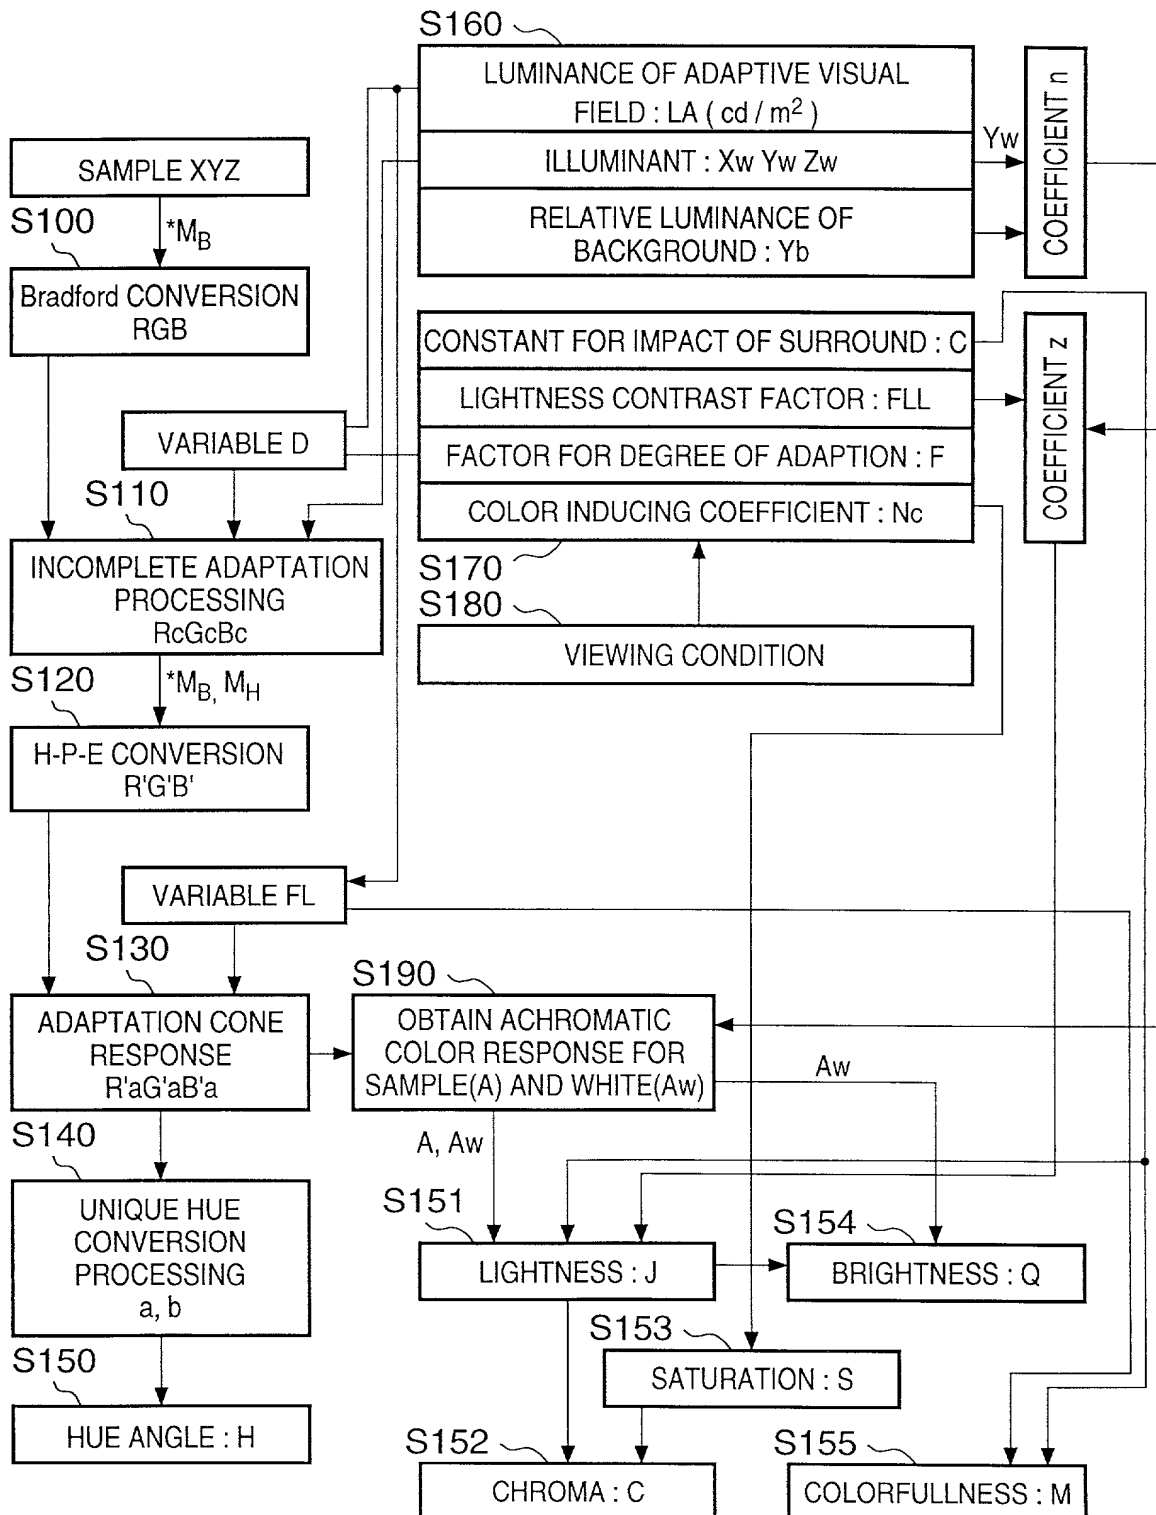 S160
LUMINANCE OF ADAPTIVE VISUAL
FIELD : LA ( cd / m²)
ILLUMINANT : Xw Yw Zw
RELATIVE LUMINANCE OF
BACKGROUND : Yb
Yw
COEFFICIENT n
SAMPLE XYZ
S100
*MB
Bradford CONVERSION
RGB
CONSTANT FOR IMPACT OF SURROUND : C
LIGHTNESS CONTRAST FACTOR : FLL
FACTOR FOR DEGREE OF ADAPTION : F
COLOR INDUCING COEFFICIENT : Nc
COEFFICIENT z
VARIABLE D
S110
INCOMPLETE ADAPTATION
PROCESSING
RcGcBc
S170
S180
VIEWING CONDITION
S120
*MB, MH
H-P-E CONVERSION
R'G'B'
VARIABLE FL
S130
ADAPTATION CONE
RESPONSE
R'aG'aB'a
S190
OBTAIN ACHROMATIC
COLOR RESPONSE FOR
SAMPLE(A) AND WHITE(Aw)
Aw
A, Aw
S140
UNIQUE HUE
CONVERSION
PROCESSING
a, b
S151
LIGHTNESS : J
S154
BRIGHTNESS : Q
S153
SATURATION : S
S150
HUE ANGLE : H
S152
CHROMA : C
S155
COLORFULLNESS : M